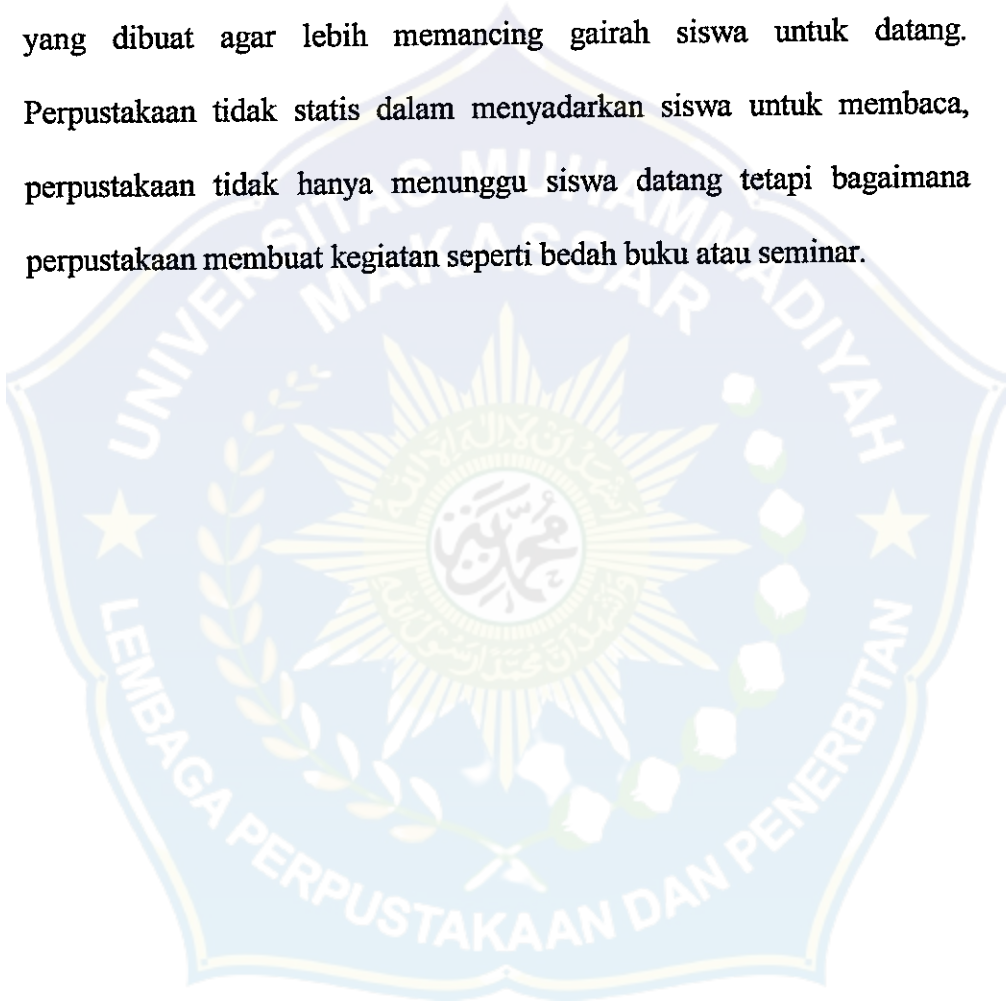 yang dibuat agar lebih memancing gairah siswa untuk datang.
Perpustakaan tidak statis dalam menyadarkan siswa untuk membaca,
perpustakaan tidak hanya menunggu siswa datang tetapi bagaimana
perpustakaan membuat kegiatan seperti bedah buku atau seminar.
UNIVERSITAS MUHAMMADIYAH
MAKASSAR
LEMBAGA PERPUSTAKAAN DAN PENERBITAN